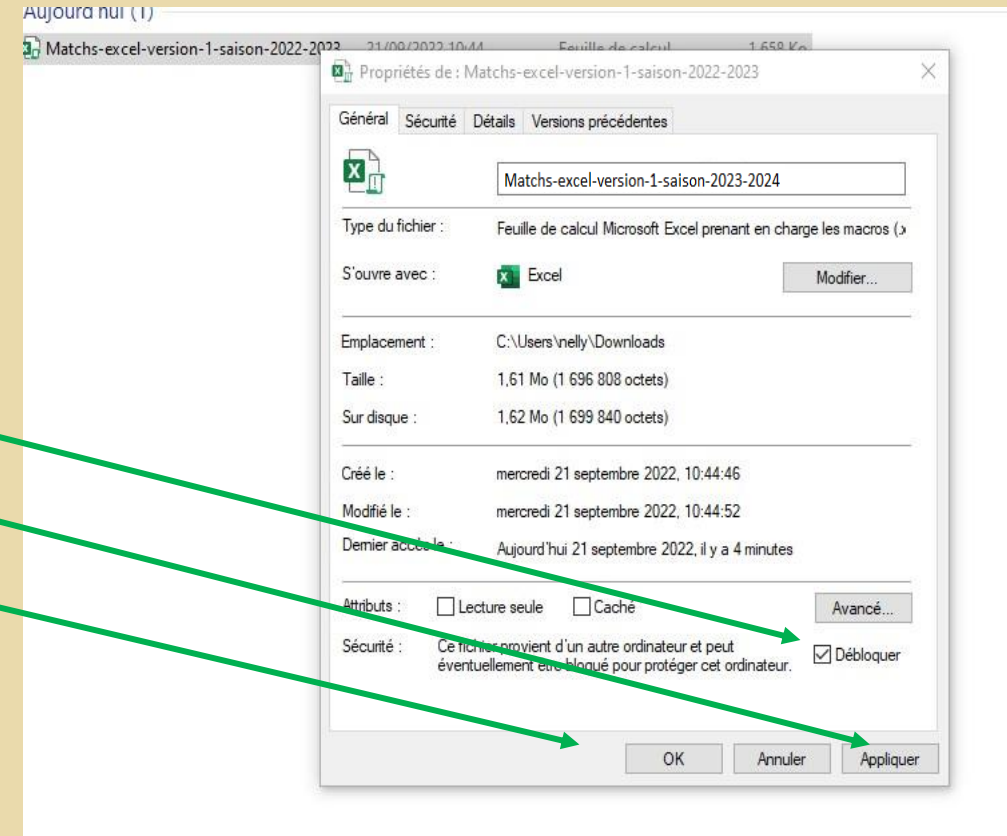 Aujourd'hui (1)
Matchs-excel-version-1-saison-2022-2023 21/09/2022 10:44 Feuille de calcul 1 658 Ko
Propriétés de : Matchs-excel-version-1-saison-2022-2023
Général Sécurité Détails Versions précédentes
Matchs-excel-version-1-saison-2023-2024
Type du fichier : Feuille de calcul Microsoft Excel prenant en charge les macros (.x
S'ouvre avec : Excel Modifier...
Emplacement : C:\Users\nelly\Downloads
Taille : 1,61 Mo (1 696 808 octets)
Sur disque : 1,62 Mo (1 699 840 octets)
Créé le : mercredi 21 septembre 2022, 10:44:46
Modifié le : mercredi 21 septembre 2022, 10:44:52
Dernier accès le : Aujourd'hui 21 septembre 2022, il y a 4 minutes
Attributs : Lecture seule Caché Avancé...
Sécurité : Ce fichier provient d'un autre ordinateur et peut
éventuellement être bloqué pour protéger cet ordinateur. Débloquer
OK Annuler Appliquer